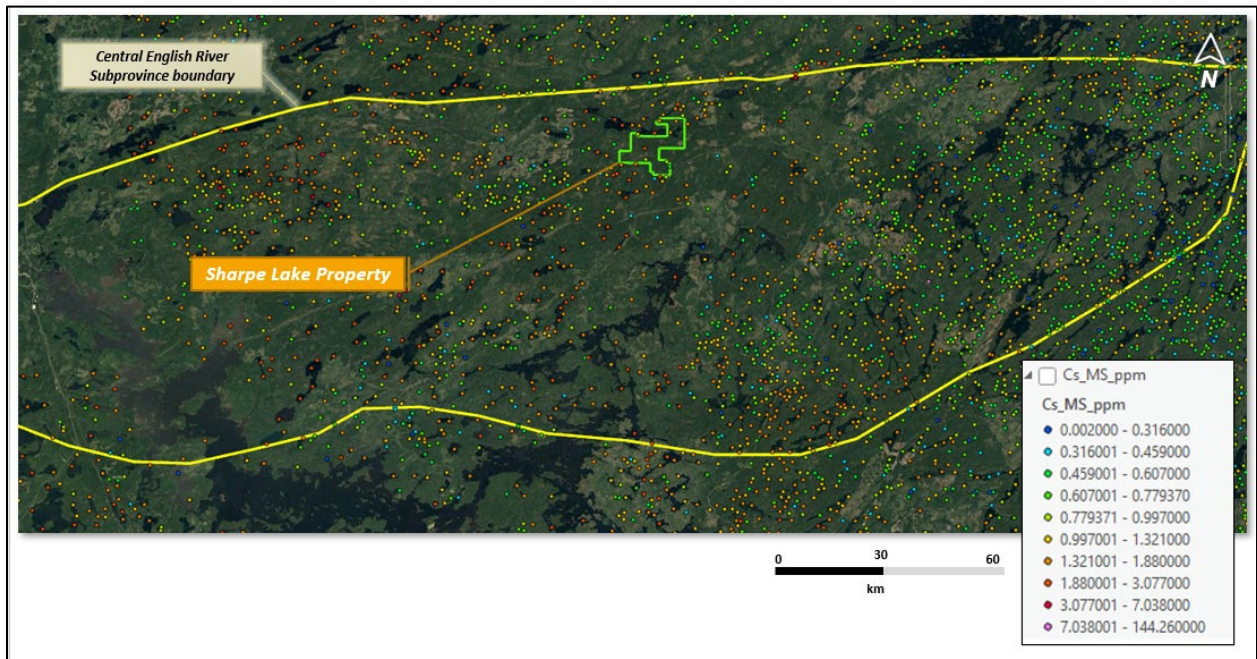 Central English River
Subprovince boundary
N
Sharpe Lake Property
Cs_MS_ppm
Cs_MS_ppm
0.002000 - 0.316000
0.316001 - 0.459000
0.459001 - 0.607000
0.607001 - 0.779370
0.779371 - 0.997000
0.997001 - 1.321000
1.321001 - 1.880000
1.880001 - 3.077000
3.077001 - 7.038000
7.038001 - 144.260000
0 30 60
km